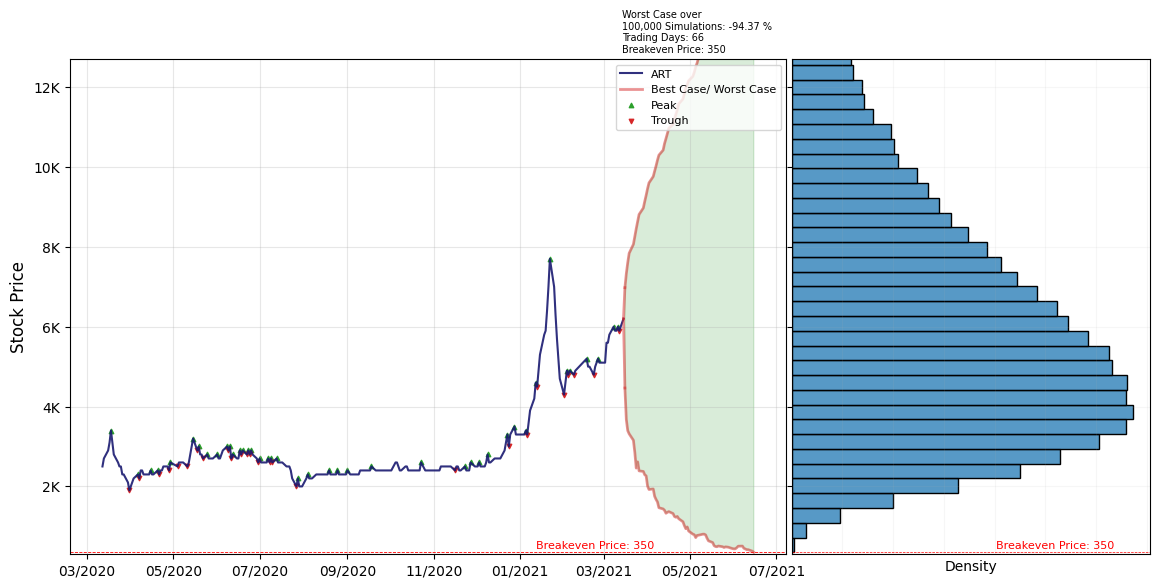 Worst Case over
100,000 Simulations: -94.37 %
Trading Days: 66
Breakeven Price: 350
ART
Best Case/ Worst Case
Peak
Trough
12K
10K
8K
6K
4K
2K
Stock Price
Breakeven Price: 350
Breakeven Price: 350
03/2020
05/2020
07/2020
09/2020
11/2020
01/2021
03/2021
05/2021
07/2021
Density